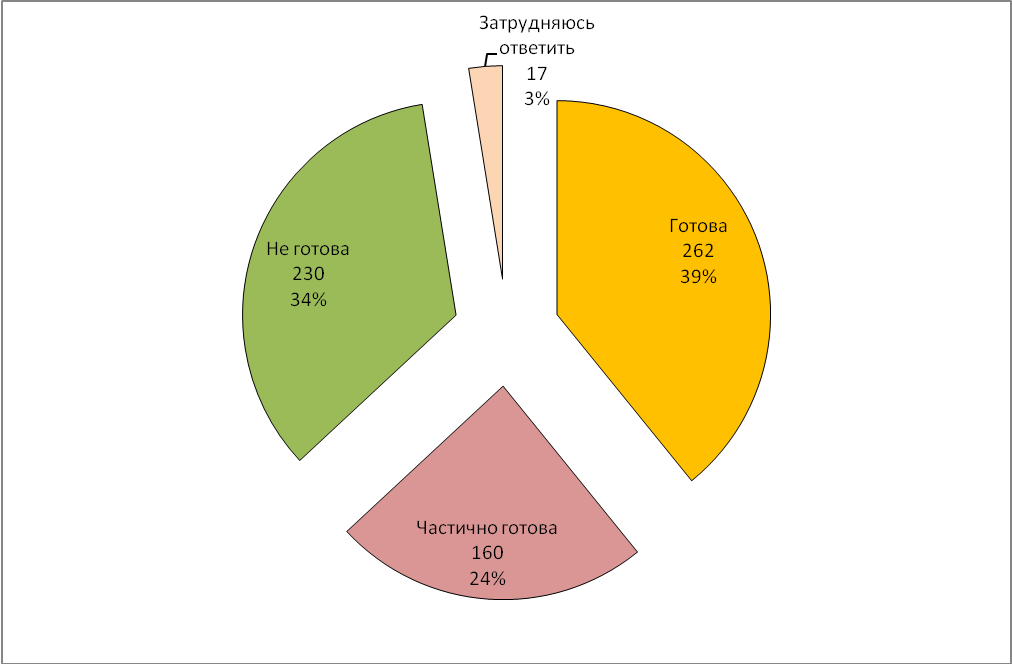 Затрудняюсь
ответить
17
3%
Готова
262
39%
Не готова
230
34%
Частично готова
160
24%